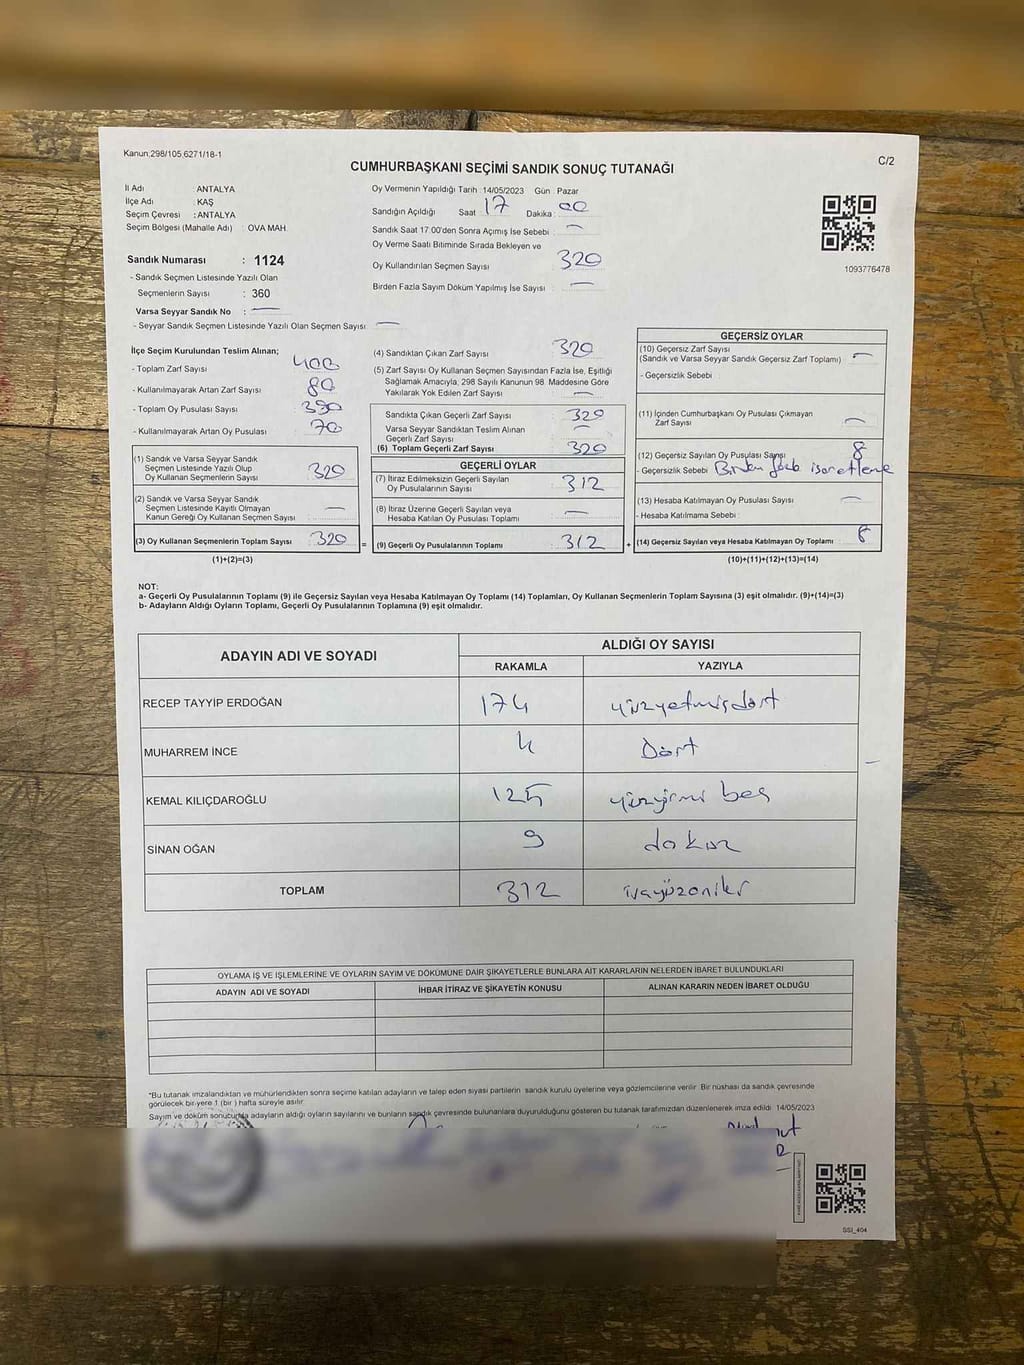 Kanun.298/105,6271/18-1
CUMHURBAŞKANI SEÇİMİ SANDIK SONUÇ TUTANAĞI
C/2
İl Adı : ANTALYA
İlçe Adı : KAŞ
Seçim Çevresi : ANTALYA
Seçim Bölgesi (Mahalle Adı) : OVA MAH.
Sandık Numarası : 1124
- Sandık Seçmen Listesinde Yazılı Olan
Seçmenlerin Sayısı : 360
Varsa Seyyar Sandık No : —
- Seyyar Sandık Seçmen Listesinde Yazılı Olan Seçmen Sayısı : —
Oy Vermenin Yapıldığı Tarih : 14/05/2023 Gün : Pazar
Sandığın Açıldığı Saat : 17 Dakika : 00
Sandık Saat 17:00'den Sonra Açılmış İse Sebebi : —
Oy Verme Saati Bitiminde Sırada Bekleyen ve
Oy Kullandırılan Seçmen Sayısı 320
Birden Fazla Sayım Döküm Yapılmış İse Sayısı : —
1093776478
İlçe Seçim Kurulundan Teslim Alınan;
- Toplam Zarf Sayısı : 400
- Kullanılmayarak Artan Zarf Sayısı : 80
- Toplam Oy Pusulası Sayısı : 390
- Kullanılmayarak Artan Oy Pusulası : 70
(1) Sandık ve Varsa Seyyar Sandık
Seçmen Listesinde Yazılı Olup
Oy Kullanan Seçmenlerin Sayısı : 320
(2) Sandık ve Varsa Seyyar Sandık
Seçmen Listesinde Kayıtlı Olmayan
Kanun Gereği Oy Kullanan Seçmen Sayısı : —
(3) Oy Kullanan Seçmenlerin Toplam Sayısı : 320 =
(1)+(2)=(3)
(4) Sandıktan Çıkan Zarf Sayısı : 320
(5) Zarf Sayısı Oy Kullanan Seçmen Sayısından Fazla İse, Eşitliği
Sağlamak Amacıyla; 298 Sayılı Kanunun 98. Maddesine Göre
Yakılarak Yok Edilen Zarf Sayısı : —
Sandıkta Çıkan Geçerli Zarf Sayısı : 320
Varsa Seyyar Sandıktan Teslim Alınan
Geçerli Zarf Sayısı : —
(6) Toplam Geçerli Zarf Sayısı : 320
GEÇERLİ OYLAR
(7) İtiraz Edilmeksizin Geçerli Sayılan
Oy Pusulalarının Sayısı : 312
(8) İtiraz Üzerine Geçerli Sayılan veya
Hesaba Katılan Oy Pusulası Toplamı : —
(9) Geçerli Oy Pusulalarının Toplamı : 312 +
GEÇERSİZ OYLAR
(10) Geçersiz Zarf Sayısı
(Sandık ve Varsa Seyyar Sandık Geçersiz Zarf Toplamı) : —
- Geçersizlik Sebebi :
(11) İçinden Cumhurbaşkanı Oy Pusulası Çıkmayan
Zarf Sayısı : —
(12) Geçersiz Sayılan Oy Pusulası Sayısı : 8
- Geçersizlik Sebebi : Birden fazla işaretleme
(13) Hesaba Katılmayan Oy Pusulası Sayısı : —
- Hesaba Katılmama Sebebi :
(14) Geçersiz Sayılan veya Hesaba Katılmayan Oy Toplamı : 8
(10)+(11)+(12)+(13)=(14)
NOT:
a- Geçerli Oy Pusulalarının Toplamı (9) ile Geçersiz Sayılan veya Hesaba Katılmayan Oy Toplamı (14) Toplamları, Oy Kullanan Seçmenlerin Toplam Sayısına (3) eşit olmalıdır. (9)+(14)=(3)
b- Adayların Aldığı Oyların Toplamı, Geçerli Oy Pusulalarının Toplamına (9) eşit olmalıdır.
ADAYIN ADI VE SOYADI ALDIĞI OY SAYISI
RAKAMLA YAZIYLA
RECEP TAYYİP ERDOĞAN 174 yüzyetmişdört
MUHARREM İNCE 4 Dört
KEMAL KILIÇDAROĞLU 125 yüzyirmi beş
SİNAN OĞAN 9 dokuz
TOPLAM 312 üçyüzoniki
OYLAMA İŞ VE İŞLEMLERİNE VE OYLARIN SAYIM VE DÖKÜMÜNE DAİR ŞİKAYETLERLE BUNLARA AİT KARARLARIN NELERDEN İBARET BULUNDUKLARI
ADAYIN ADI VE SOYADI İHBAR İTİRAZ VE ŞİKAYETİN KONUSU ALINAN KARARIN NEDEN İBARET OLDUĞU
*Bu tutanak imzalandıktan ve mühürlendikten sonra seçime katılan adayların ve talep eden siyasi partilerin sandık kurulu üyelerine veya gözlemcilerine verilir. Bir nüshası da sandık çevresinde
görülecek bir yere 1 (bir) hafta süreyle asılır.
Sayım ve döküm sonucunda adayların aldığı oyların sayılarını ve bunların sandık çevresinde bulunanlara duyurulduğunu gösteren bu tutanak tarafımızdan düzenlenerek imza edildi. 14/05/2023
SSİ_404